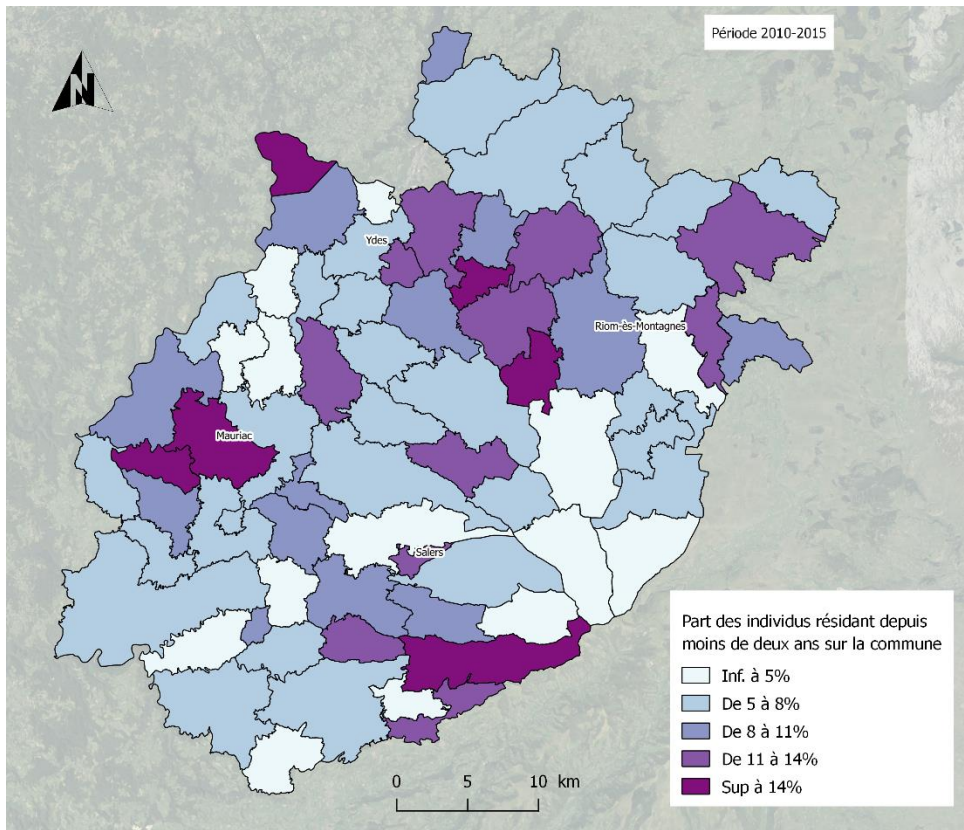 Période 2010-2015
N
Ydes
Riom-ès-Montagnes
Mauriac
Salers
Part des individus résidant depuis
moins de deux ans sur la commune
Inf. à 5%
De 5 à 8%
De 8 à 11%
De 11 à 14%
Sup à 14%
0 5 10 km